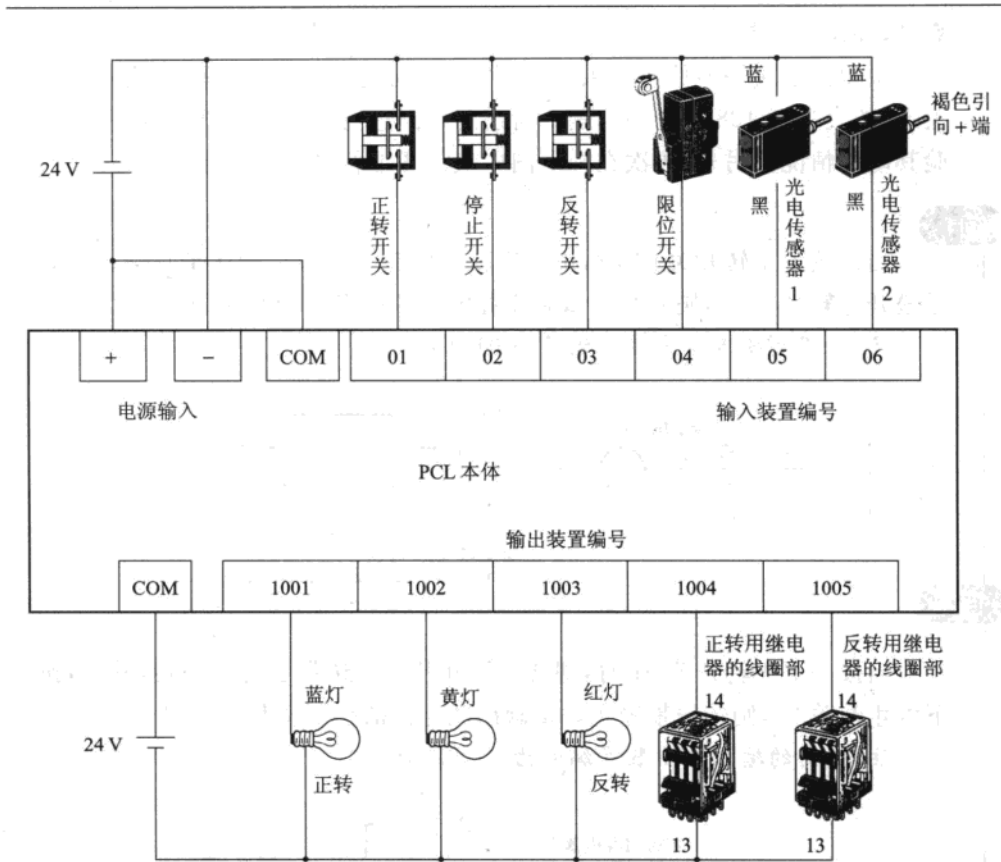 蓝
蓝
褐色引
向+端
24 V
正转开关
停止开关
反转开关
限位开关
黑
光电传感器1
黑
光电传感器2
+
−
COM
01
02
03
04
05
06
电源输入
输入装置编号
PCL 本体
输出装置编号
COM
1001
1002
1003
1004
1005
正转用继电
器的线圈部
反转用继电
器的线圈部
14
14
蓝灯
黄灯
红灯
24 V
正转
反转
13
13